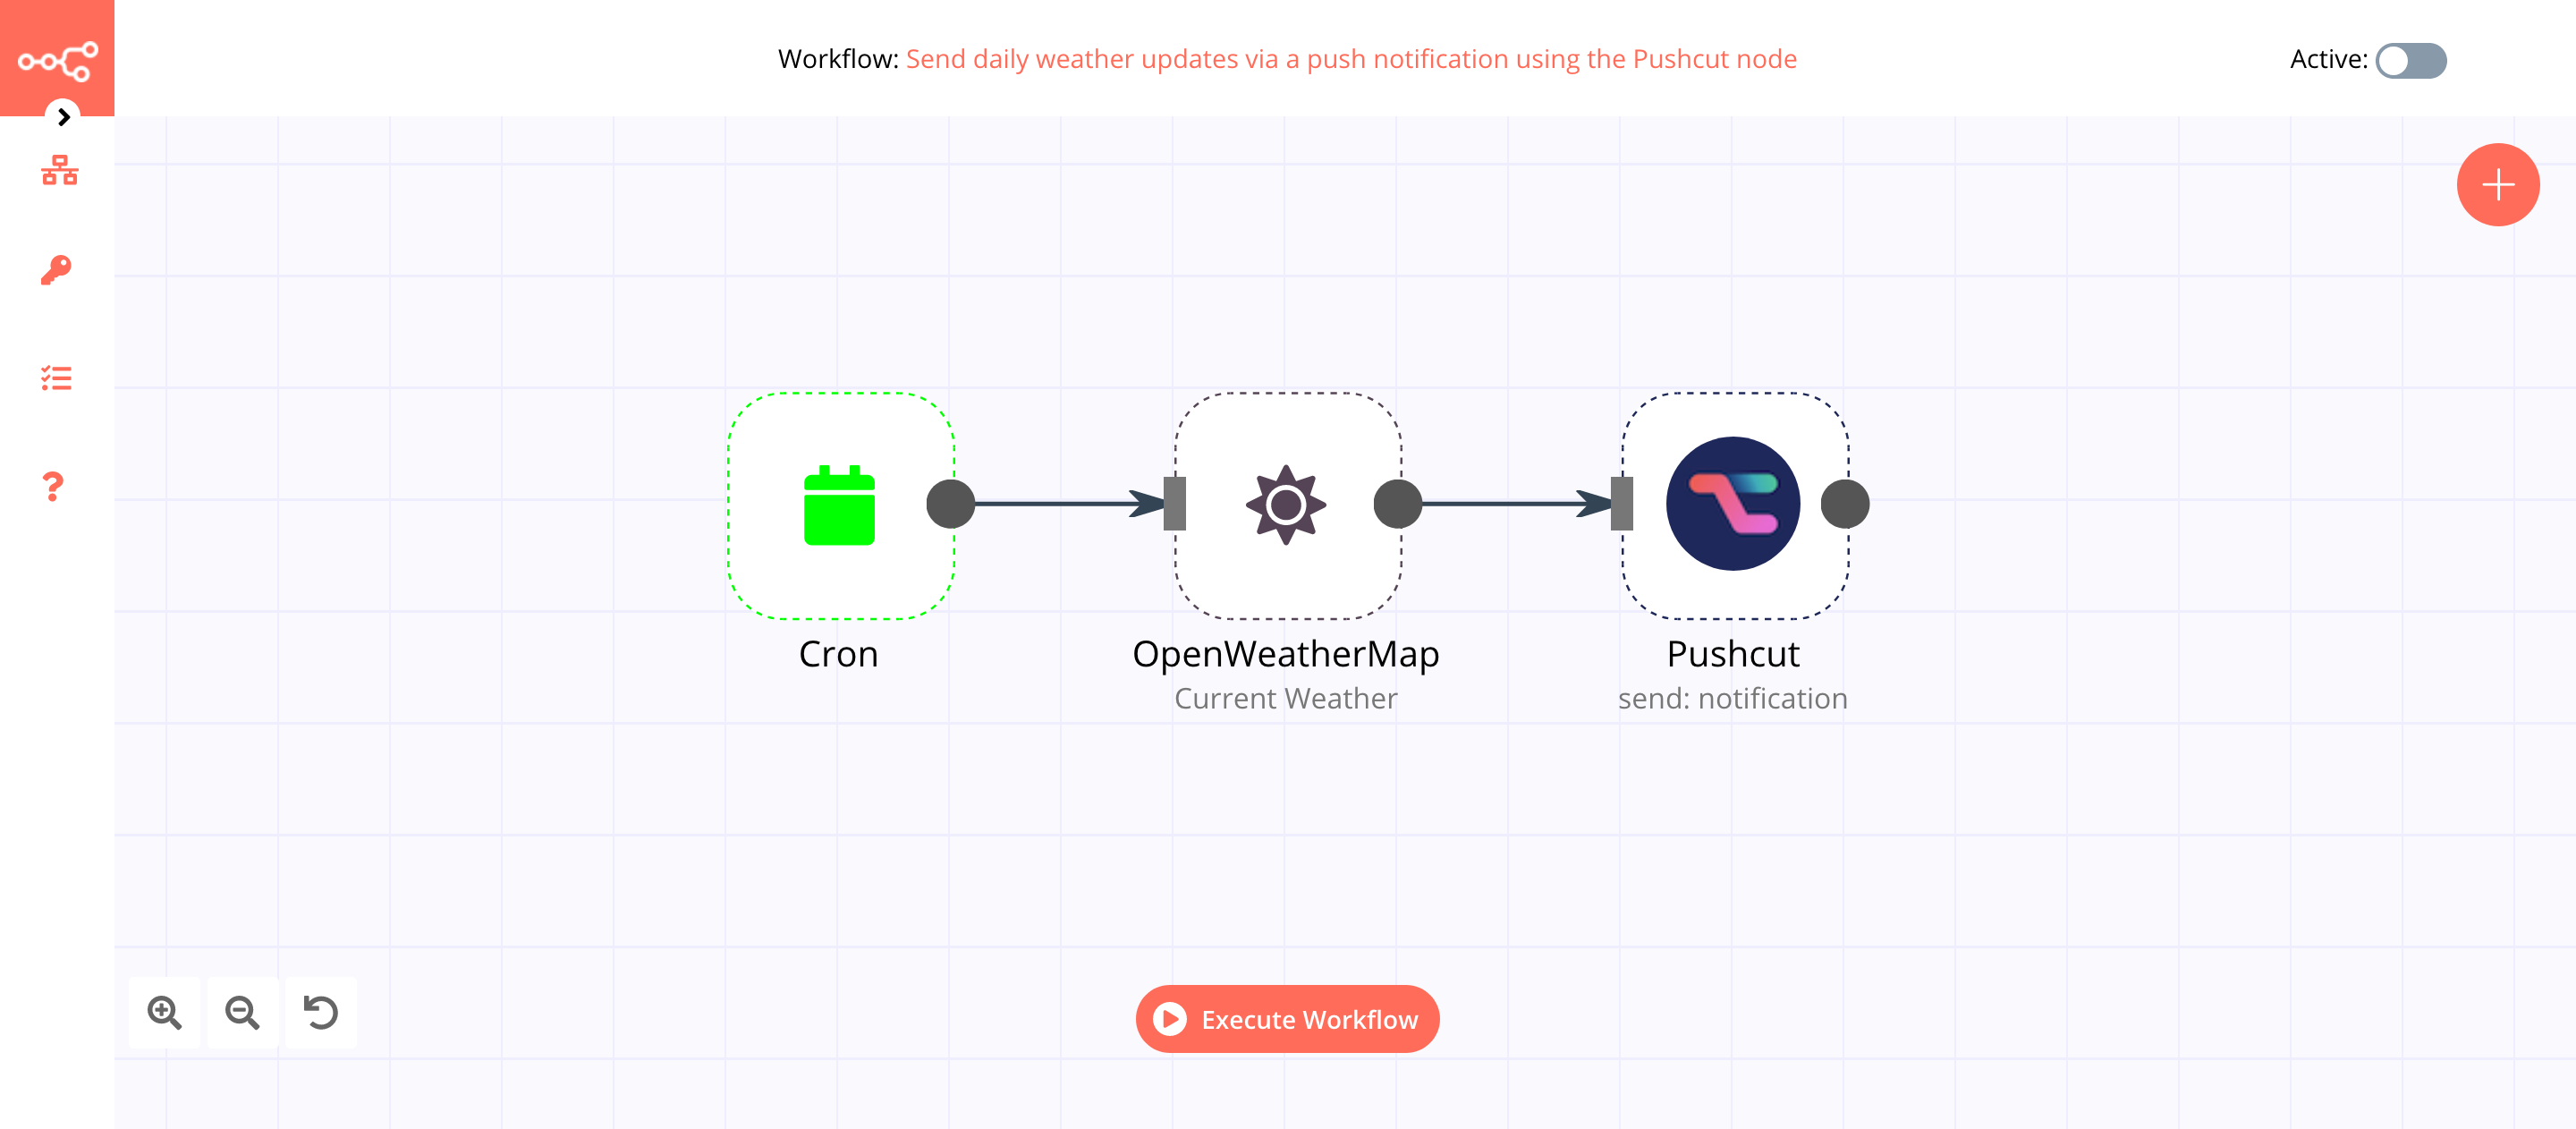 Workflow: Send daily weather updates via a push notification using the Pushcut node
Active:
Cron
OpenWeatherMap
Current Weather
Pushcut
send: notification
Execute Workflow